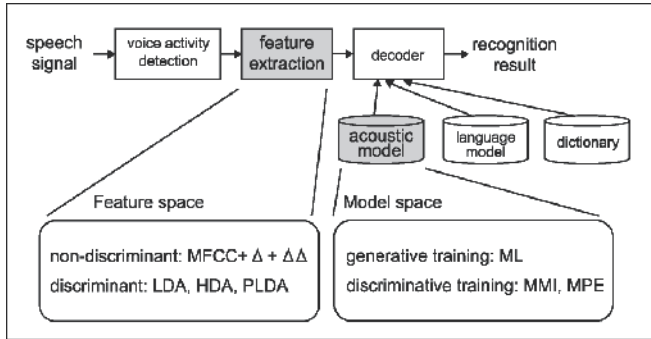 speech signal
voice activity detection
feature extraction
decoder
recognition result
acoustic model
language model
dictionary
Feature space
Model space
non-discriminant: MFCC+ Δ + ΔΔ
discriminant: LDA, HDA, PLDA
generative training: ML
discriminative training: MMI, MPE